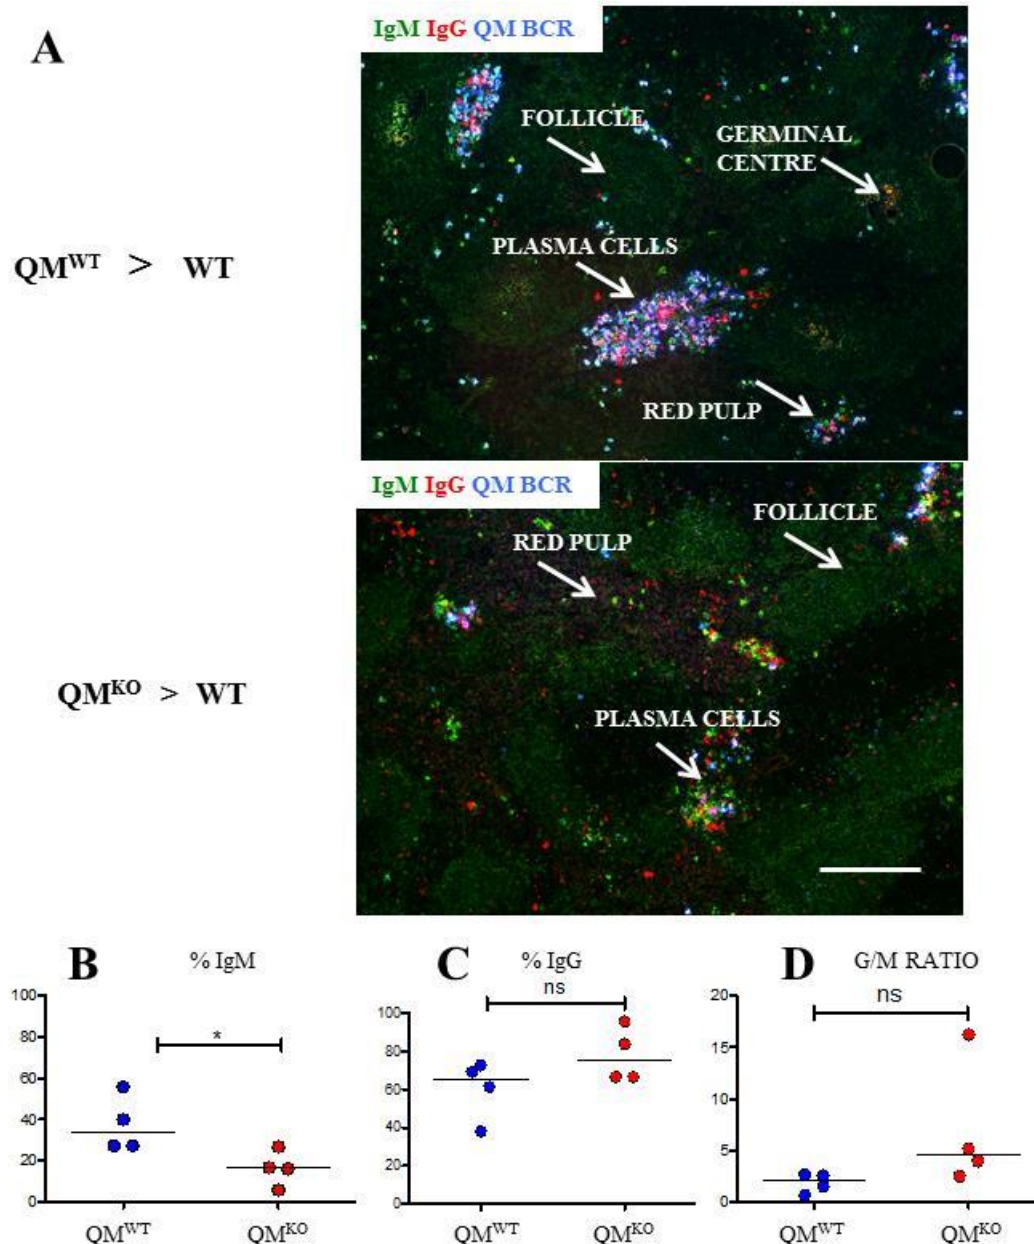 A
IgM IgG QM BCR
FOLLICLE
GERMINAL
CENTRE
PLASMA CELLS
RED PULP
QMWT > WT
IgM IgG QM BCR
FOLLICLE
RED PULP
PLASMA CELLS
QMKO > WT
B
% IgM
100
80
60
40
20
0
*
QMWT
QMKO
C
% IgG
ns
100
80
60
40
20
0
QMWT
QMKO
D
G/M RATIO
ns
20
15
10
5
0
QMWT
QMKO